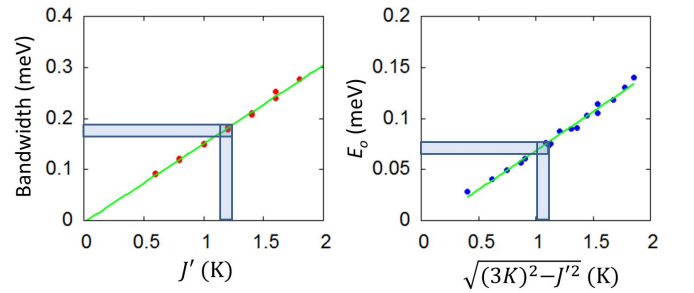 0.4
0.3
0.2
0.1
0
Bandwidth (meV)
0 0.5 1 1.5 2
J′ (K)
0.2
0.15
0.1
0.05
0
E_o (meV)
0 0.5 1 1.5 2
√(3K)²−J′² (K)